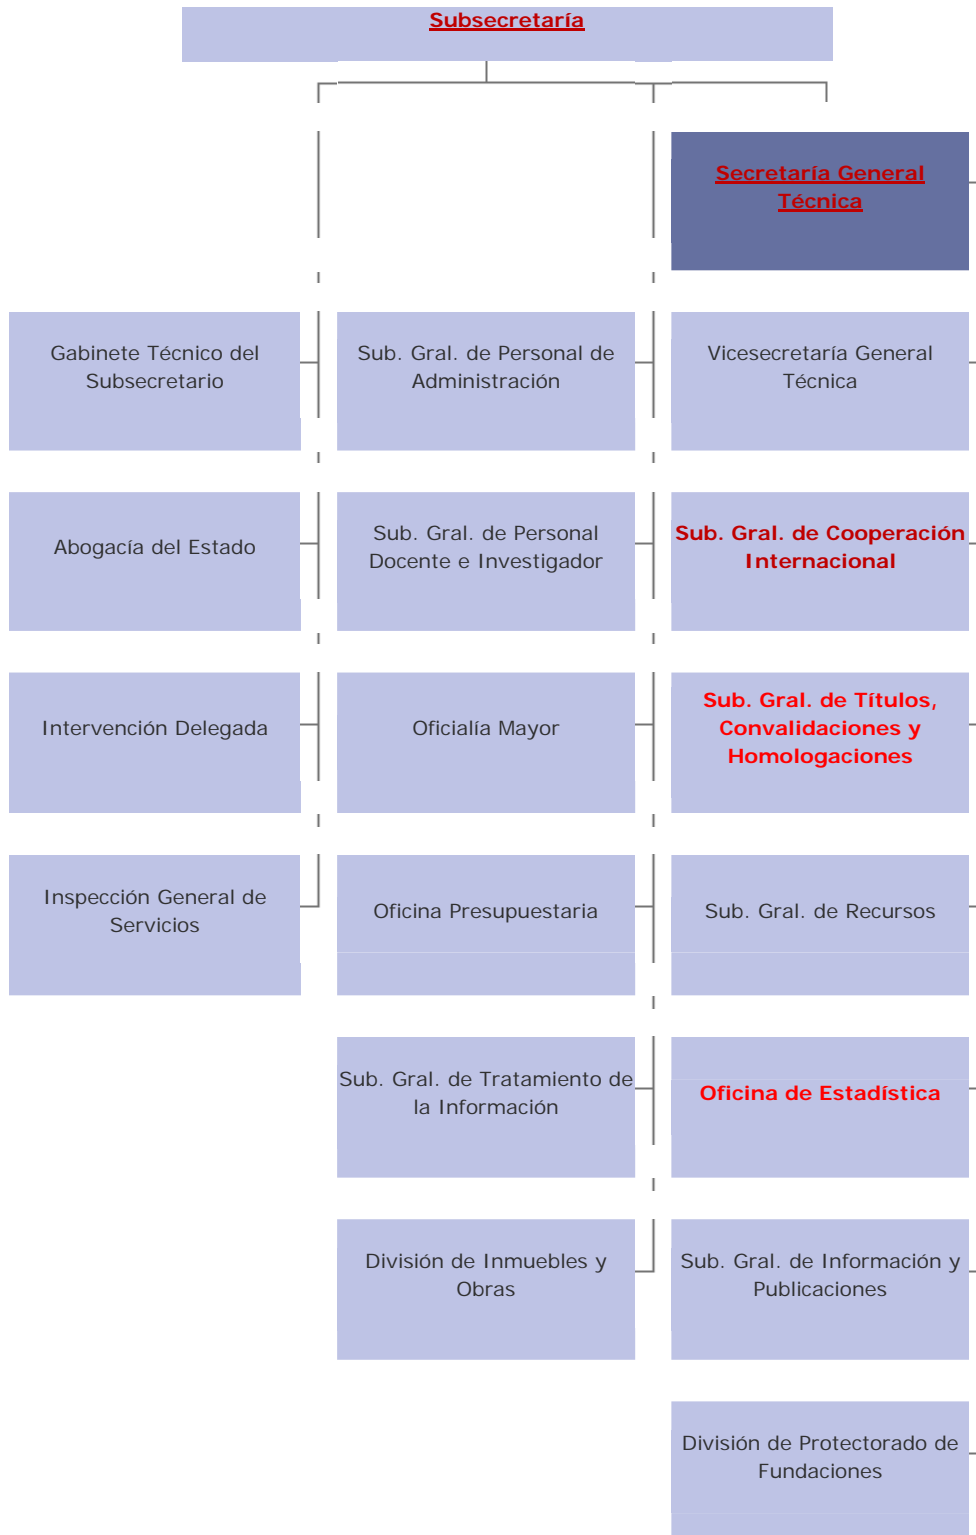 Subsecretaría
Secretaría General
Técnica
Gabinete Técnico del
Subsecretario
Sub. Gral. de Personal de
Administración
Vicesecretaría General
Técnica
Abogacía del Estado
Sub. Gral. de Personal
Docente e Investigador
Sub. Gral. de Cooperación
Internacional
Intervención Delegada
Oficialía Mayor
Sub. Gral. de Títulos,
Convalidaciones y
Homologaciones
Inspección General de
Servicios
Oficina Presupuestaria
Sub. Gral. de Recursos
Sub. Gral. de Tratamiento de
la Información
Oficina de Estadística
División de Inmuebles y
Obras
Sub. Gral. de Información y
Publicaciones
División de Protectorado de
Fundaciones